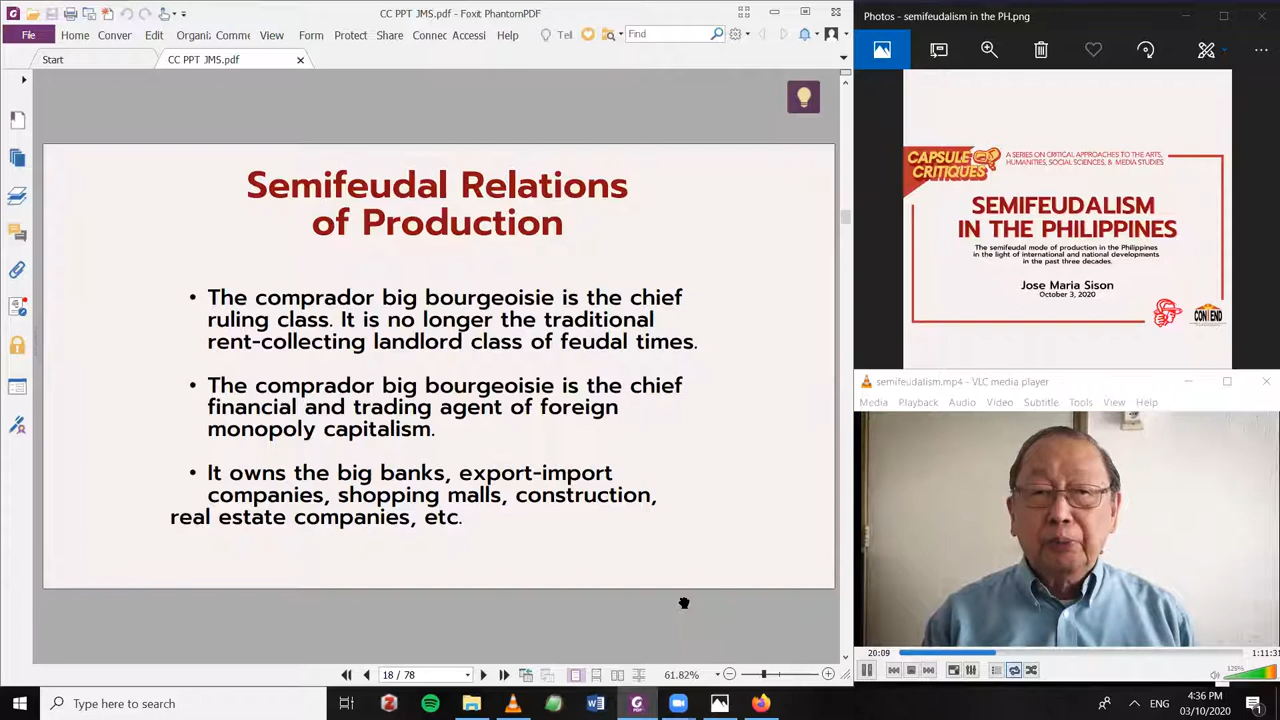 CC PPT JMS.pdf - Foxit PhantomPDF
File Home Conver Edit Organi: Comme View Form Protect Share Connec Accessi Help Tel Find
Start CC PPT JMS.pdf
Semifeudal Relations
of Production
• The comprador big bourgeoisie is the chief
ruling class. It is no longer the traditional
rent-collecting landlord class of feudal times.
• The comprador big bourgeoisie is the chief
financial and trading agent of foreign
monopoly capitalism.
• It owns the big banks, export-import
companies, shopping malls, construction,
real estate companies, etc.
18 / 78 61.82%
Photos - semifeudalism in the PH.png
CAPSULE
CRITIQUES
A SERIES ON CRITICAL APPROACHES TO THE ARTS,
HUMANITIES, SOCIAL SCIENCES, & MEDIA STUDIES
SEMIFEUDALISM
IN THE PHILIPPINES
The semifeudal mode of production in the Philippines
in the light of international and national developments
in the past three decades.
Jose Maria Sison
October 3, 2020
CONTEND
semifeudalism.mp4 - VLC media player
Media Playback Audio Video Subtitle Tools View Help
20:09 1:11:31
125%
Type here to search
ENG
4:36 PM
03/10/2020